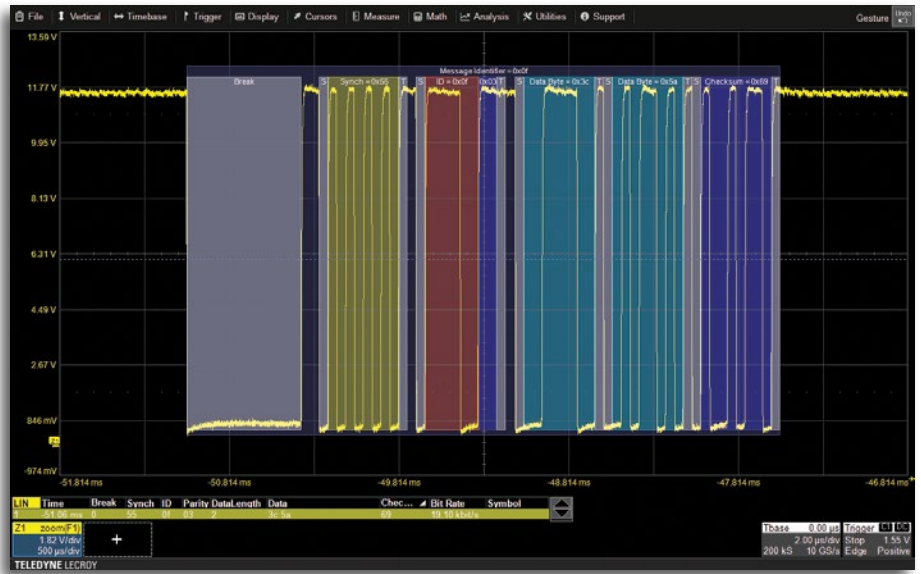 File Vertical Timebase Trigger Display Cursors Measure Math Analysis Utilities Support Gesture Undo
13.59 V
Message Identifier = 0x0f
Break S Synch = 0x55 T S ID = 0x0f 0x03 T S Data Byte = 0x3c T S Data Byte = 0x5a T S Checksum = 0x69 T
11.77 V
9.95 V
8.13 V
6.31 V
4.49 V
2.67 V
846 mV
Z1
-974 mV
-51.814 ms -50.814 ms -49.814 ms -48.814 ms -47.814 ms -46.814 ms
LIN Time Break Synch ID Parity DataLength Data Chec... Bit Rate Symbol
1 -51.06 ms 0 55 0f 03 2 3c 5a 69 19.10 kbit/s
Z1 zoom(F1)
1.82 V/div
500 µs/div
+
Tbase 0.00 µs Trigger C1 DC
2.00 µs/div Stop 1.55 V
200 kS 10 GS/s Edge Positive
TELEDYNE LECROY